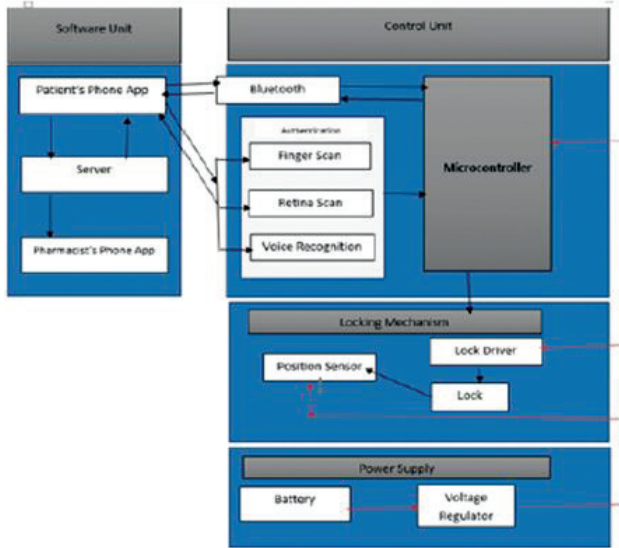 Software Unit
Control Unit
Patient's Phone App
Bluetooth
Authentication
Finger Scan
Microcontroller
Server
Retina Scan
Voice Recognition
Pharmacist's Phone App
Locking Mechanism
Lock Driver
Position Sensor
Lock
Power Supply
Battery
Voltage
Regulator